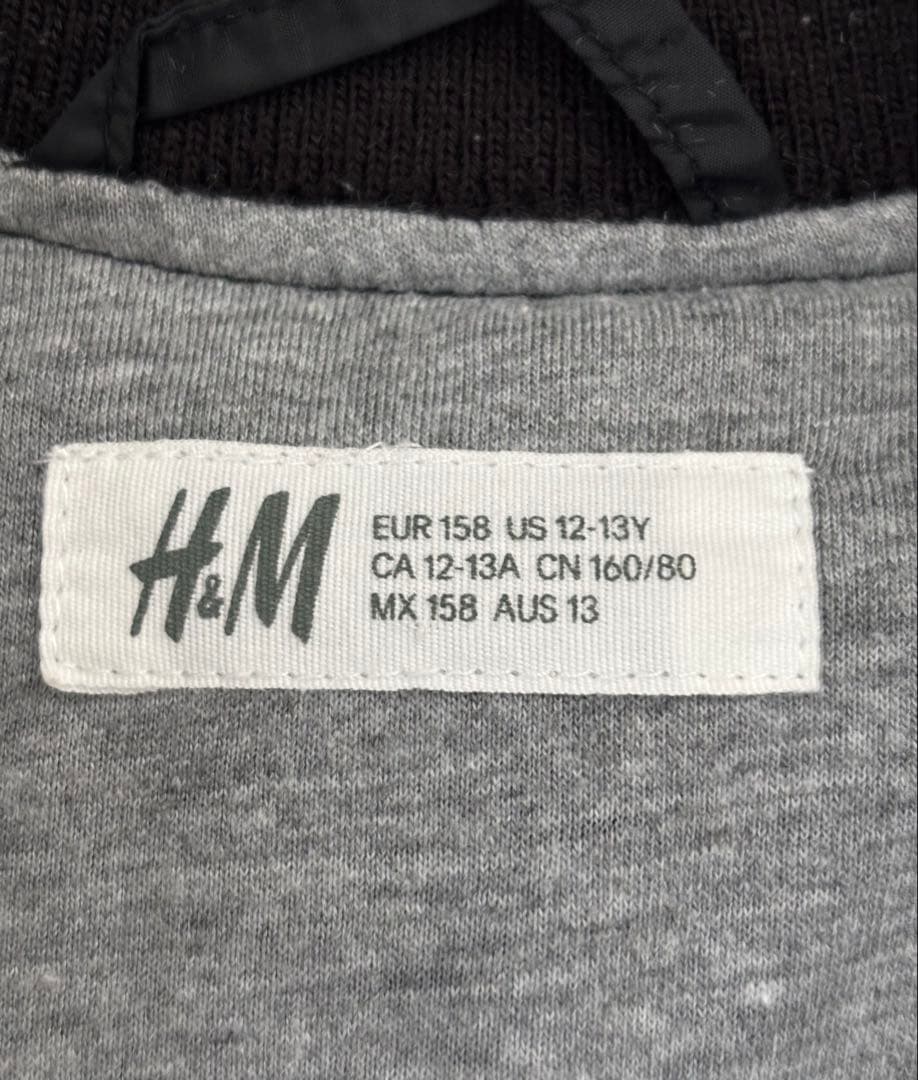 H&M
EUR 158 US 12-13Y
CA 12-13A CN 160/80
MX 158 AUS 13